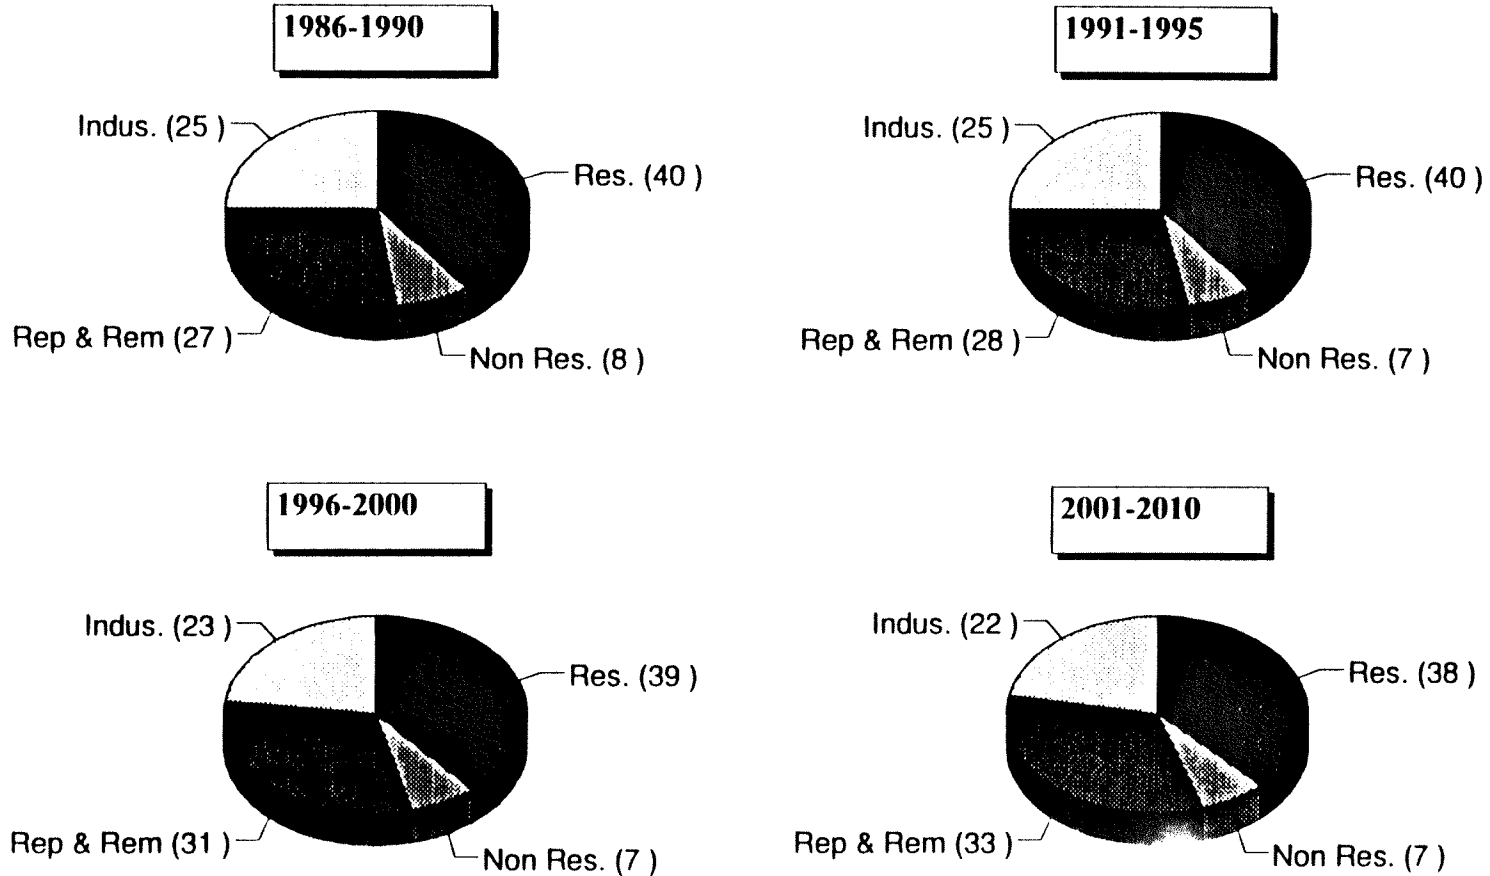 1986-1990
Indus. (25 )
Res. (40 )
Rep & Rem (27 )
Non Res. (8 )
1991-1995
Indus. (25 )
Res. (40 )
Rep & Rem (28 )
Non Res. (7 )
1996-2000
Indus. (23 )
Res. (39 )
Rep & Rem (31 )
Non Res. (7 )
2001-2010
Indus. (22 )
Res. (38 )
Rep & Rem (33 )
Non Res. (7 )